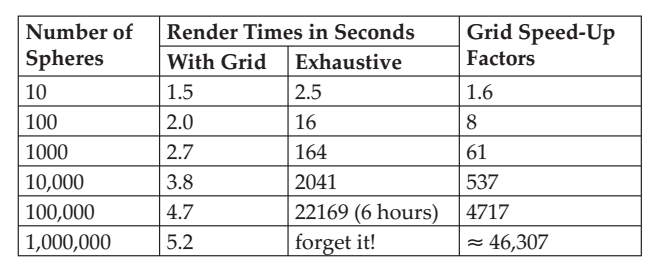 Number of Spheres Render Times in Seconds Grid Speed-Up Factors
With Grid Exhaustive
10 1.5 2.5 1.6
100 2.0 16 8
1000 2.7 164 61
10,000 3.8 2041 537
100,000 4.7 22169 (6 hours) 4717
1,000,000 5.2 forget it! ≈ 46,307